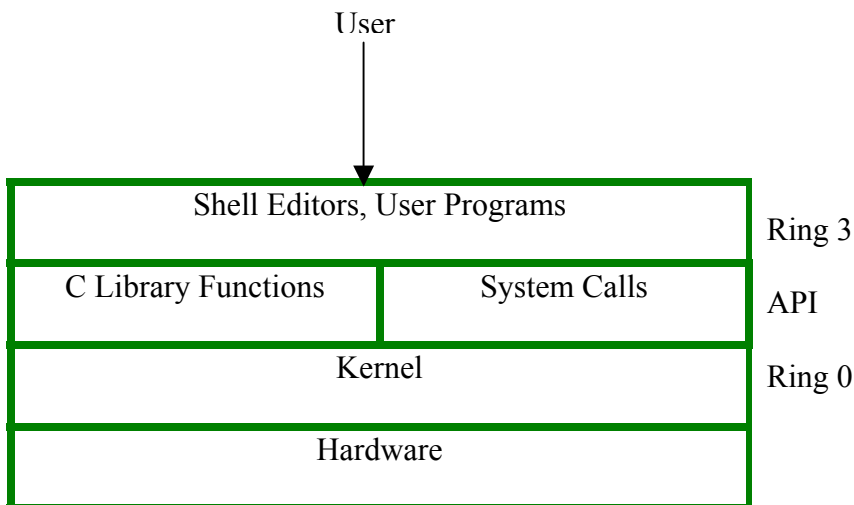 User
Shell Editors, User Programs
Ring 3
C Library Functions
System Calls
API
Kernel
Ring 0
Hardware